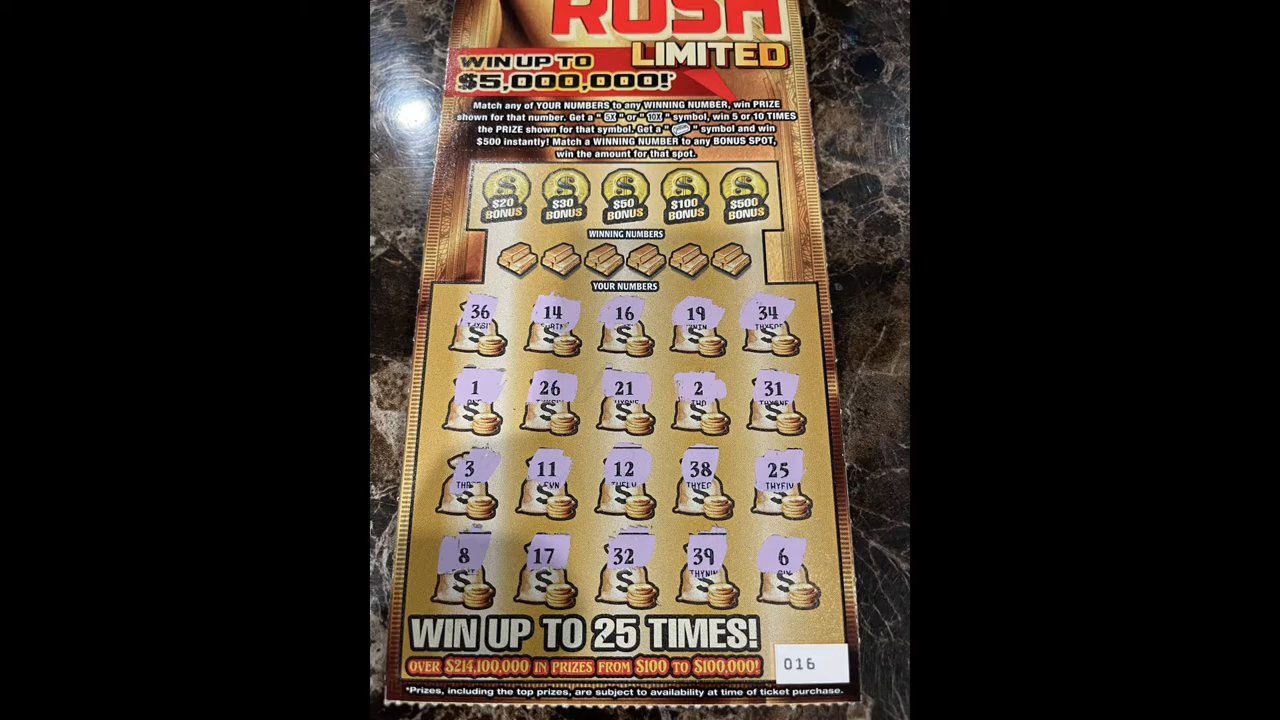 RUSH
LIMITED
WIN UP TO
$5,000,000!*
Match any of YOUR NUMBERS to any WINNING NUMBER, win PRIZE
shown for that number. Get a "5X" or "10X" symbol, win 5 or 10 TIMES
the PRIZE shown for that symbol. Get a " " symbol and win
$500 instantly! Match a WINNING NUMBER to any BONUS SPOT,
win the amount for that spot.
$20 $30 $50 $100 $500
BONUS BONUS BONUS BONUS BONUS
WINNING NUMBERS
YOUR NUMBERS
36 14 16 19 34
1 26 21 2 31
3 11 12 38 25
THYFIV
8 17 32 39 6
THYNIN
WIN UP TO 25 TIMES!
OVER $214,100,000 IN PRIZES FROM $100 TO $100,000!
016
*Prizes, including the top prizes, are subject to availability at time of ticket purchase.